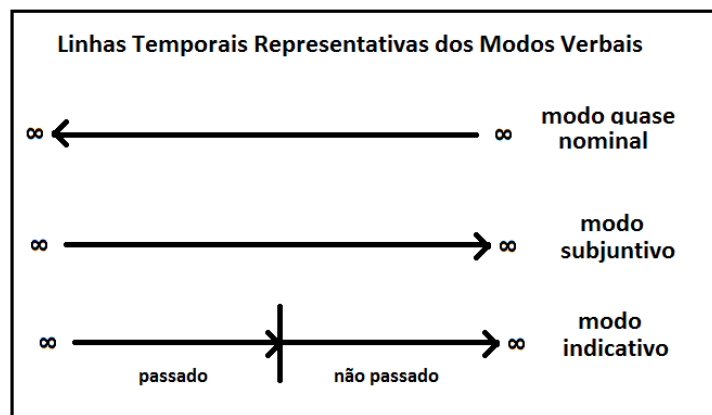 Linhas Temporais Representativas dos Modos Verbais
∞ ∞ modo quase
nominal
∞ ∞ modo
subjuntivo
∞ ∞ modo
indicativo
passado não passado